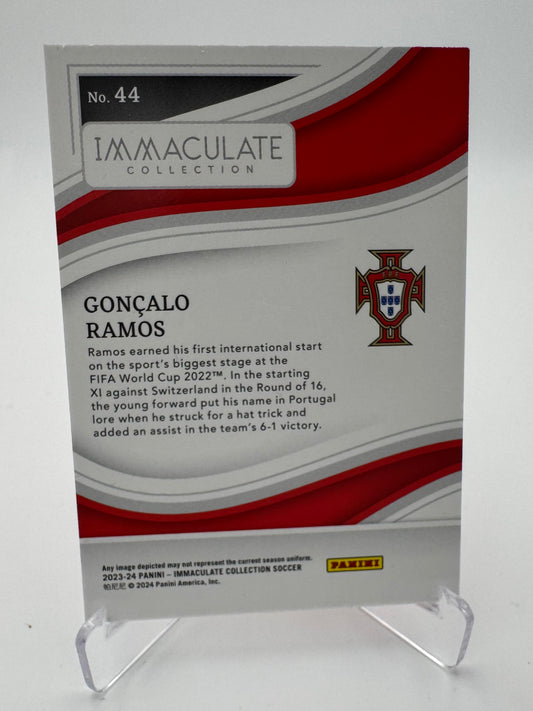 No. 44
IMMACULATE
COLLECTION
GONÇALO
RAMOS
Ramos earned his first international start
on the sport's biggest stage at the
FIFA World Cup 2022™. In the starting
XI against Switzerland in the Round of 16,
the young forward put his name in Portugal
lore when he struck for a hat trick and
added an assist in the team's 6-1 victory.
FPF
Any image depicted may not represent the current season uniform.
2023-24 PANINI – IMMACULATE COLLECTION SOCCER
帕尼尼 © 2024 Panini America, Inc.
PANINI